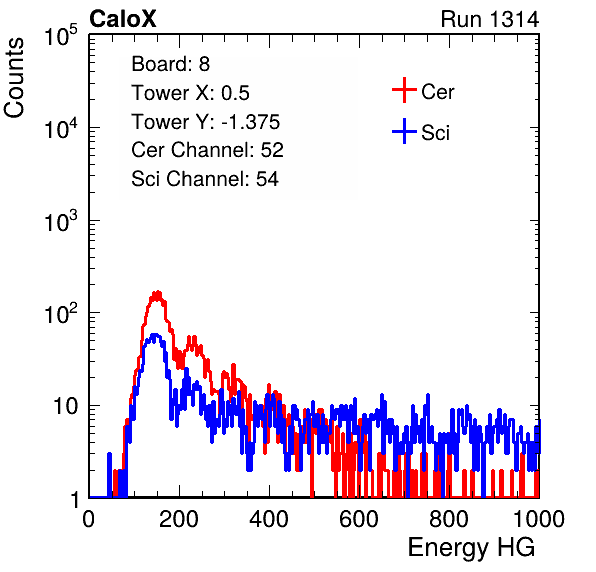 CaloX Run 1314
Counts
Board: 8
Tower X: 0.5
Tower Y: -1.375
Cer Channel: 52
Sci Channel: 54
Cer
Sci
10^5
10^4
10^3
10^2
10
1
0 200 400 600 800 1000
Energy HG